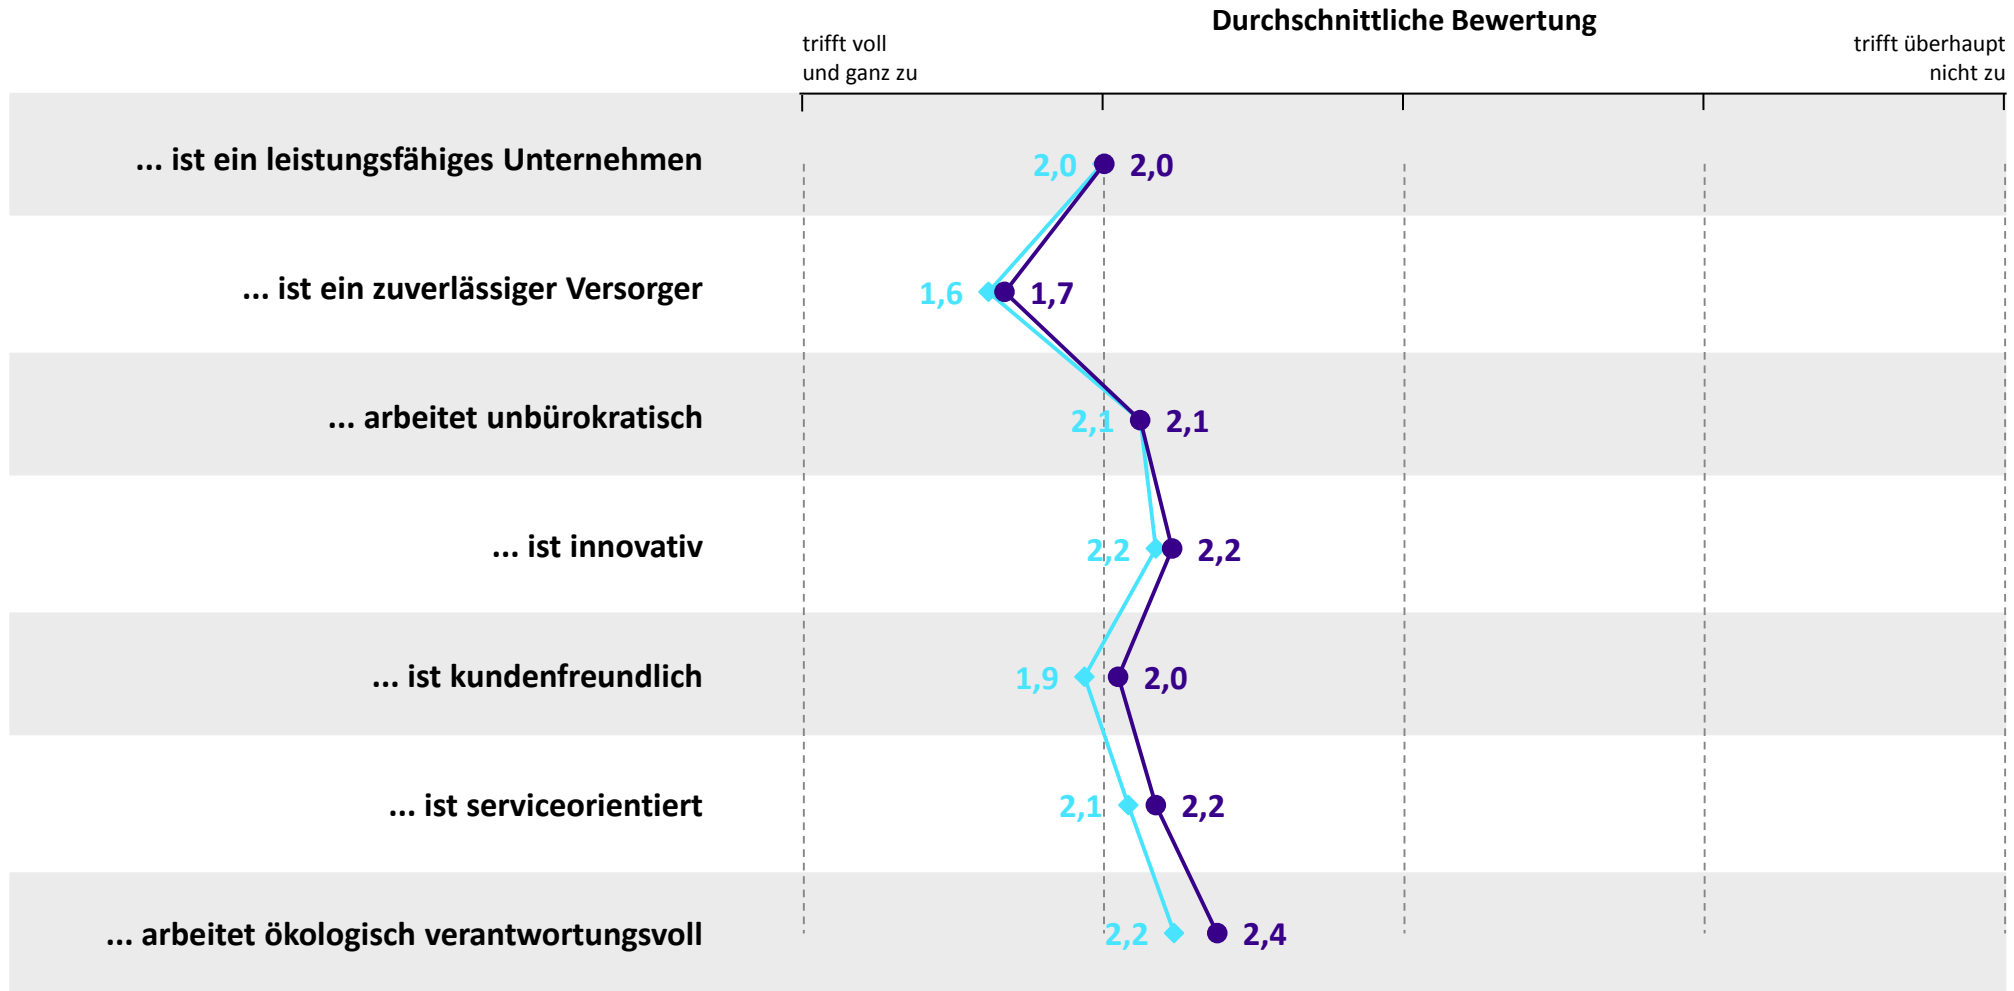 Durchschnittliche Bewertung
trifft voll
und ganz zu
trifft überhaupt
nicht zu
... ist ein leistungsfähiges Unternehmen
2,0
2,0
... ist ein zuverlässiger Versorger
1,6
1,7
... arbeitet unbürokratisch
2,1
2,1
... ist innovativ
2,2
2,2
... ist kundenfreundlich
1,9
2,0
... ist serviceorientiert
2,1
2,2
... arbeitet ökologisch verantwortungsvoll
2,2
2,4